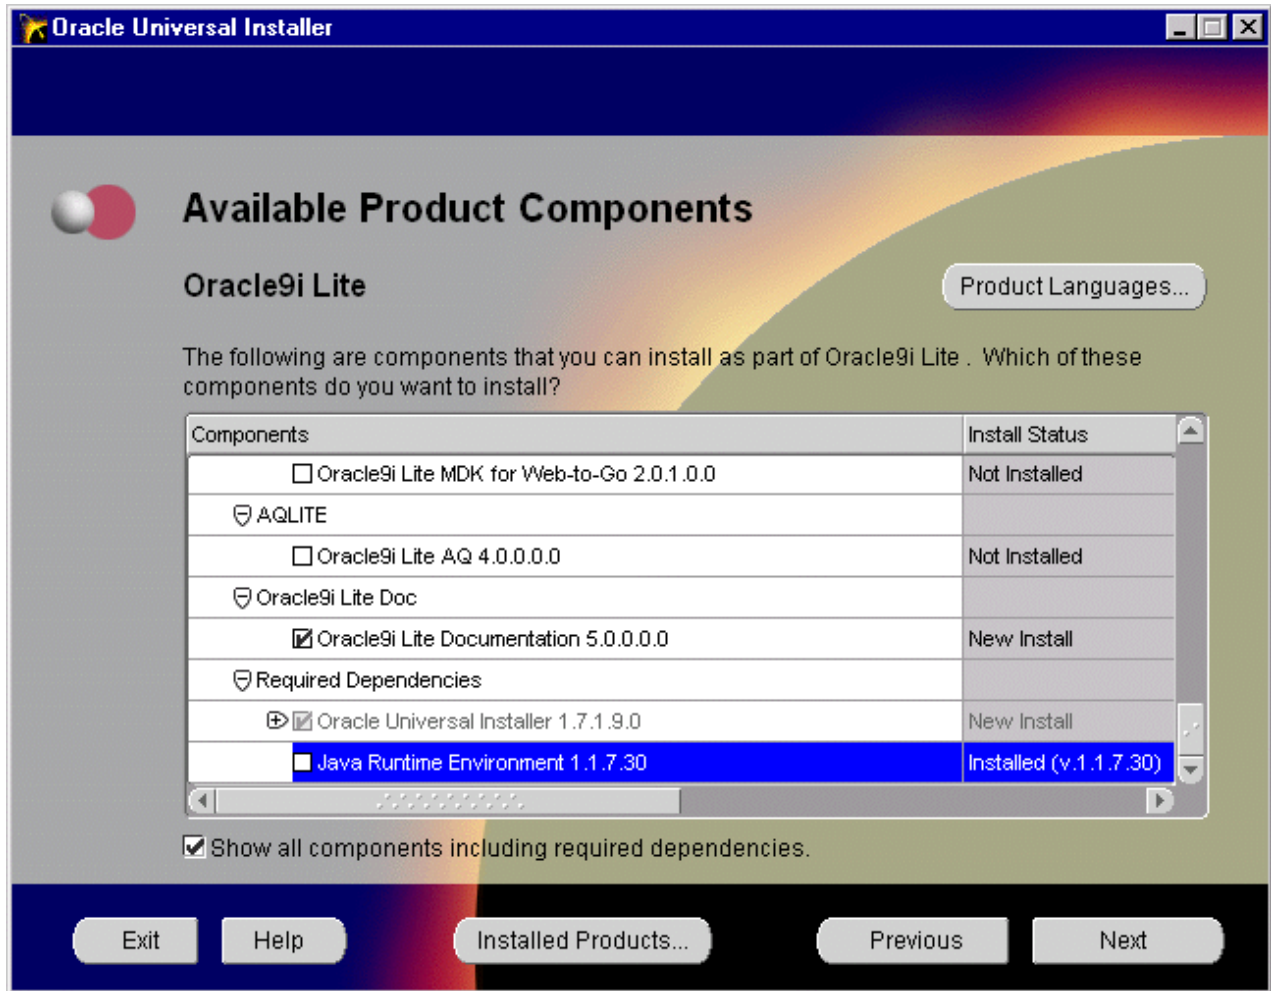 Oracle Universal Installer
Available Product Components
Oracle9i Lite
Product Languages...
The following are components that you can install as part of Oracle9i Lite . Which of these
components do you want to install?
Components Install Status
Oracle9i Lite MDK for Web-to-Go 2.0.1.0.0 Not Installed
AQLITE
Oracle9i Lite AQ 4.0.0.0.0 Not Installed
Oracle9i Lite Doc
Oracle9i Lite Documentation 5.0.0.0.0 New Install
Required Dependencies
Oracle Universal Installer 1.7.1.9.0 New Install
Java Runtime Environment 1.1.7.30 Installed (v.1.1.7.30)
Show all components including required dependencies.
Exit Help Installed Products... Previous Next